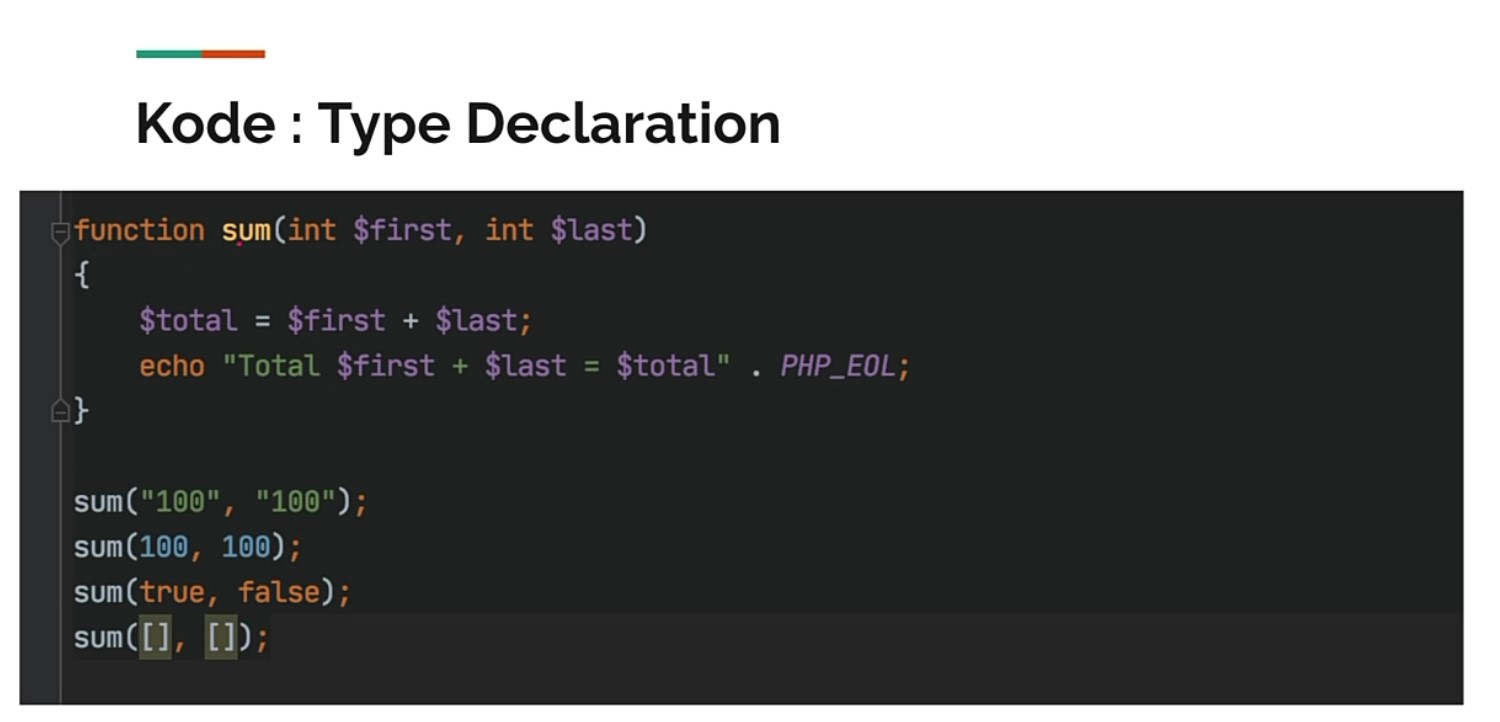 Kode : Type Declaration
function sum(int $first, int $last)
{
    $total = $first + $last;
    echo "Total $first + $last = $total" . PHP_EOL;
}
sum("100", "100");
sum(100, 100);
sum(true, false);
sum([], []);